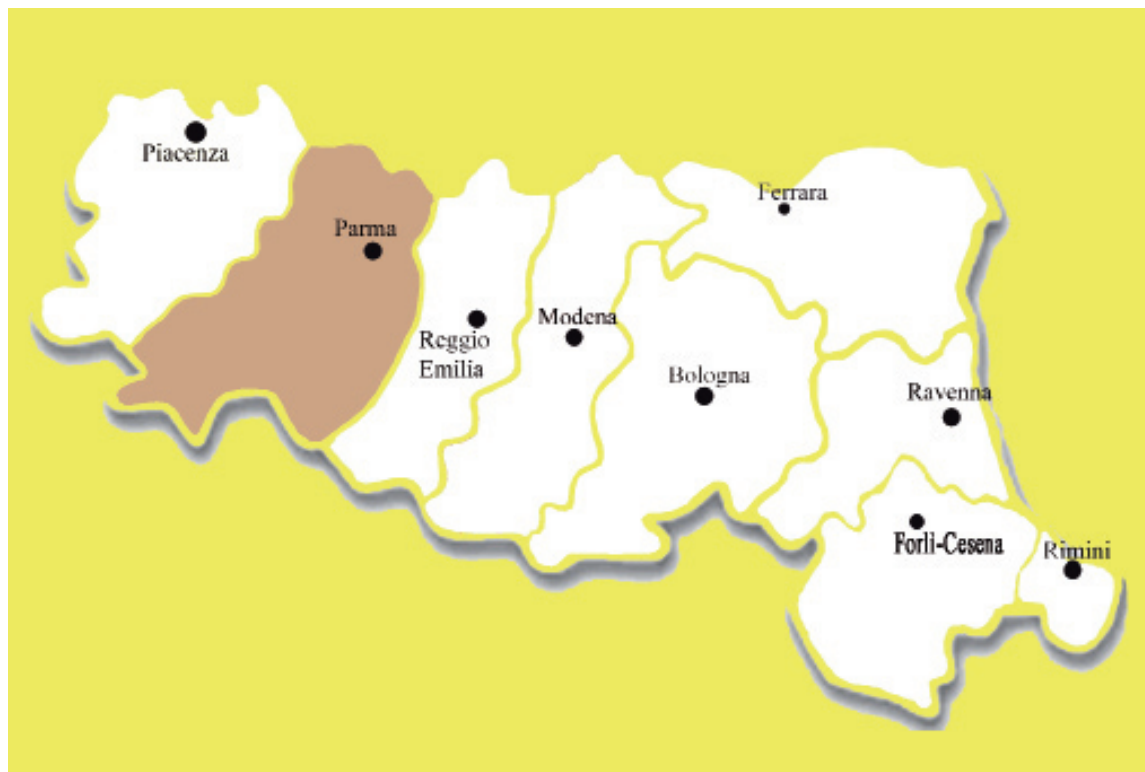 Piacenza
Ferrara
Parma
Modena
Reggio
Emilia
Bologna
Ravenna
Forlì-Cesena
Rimini